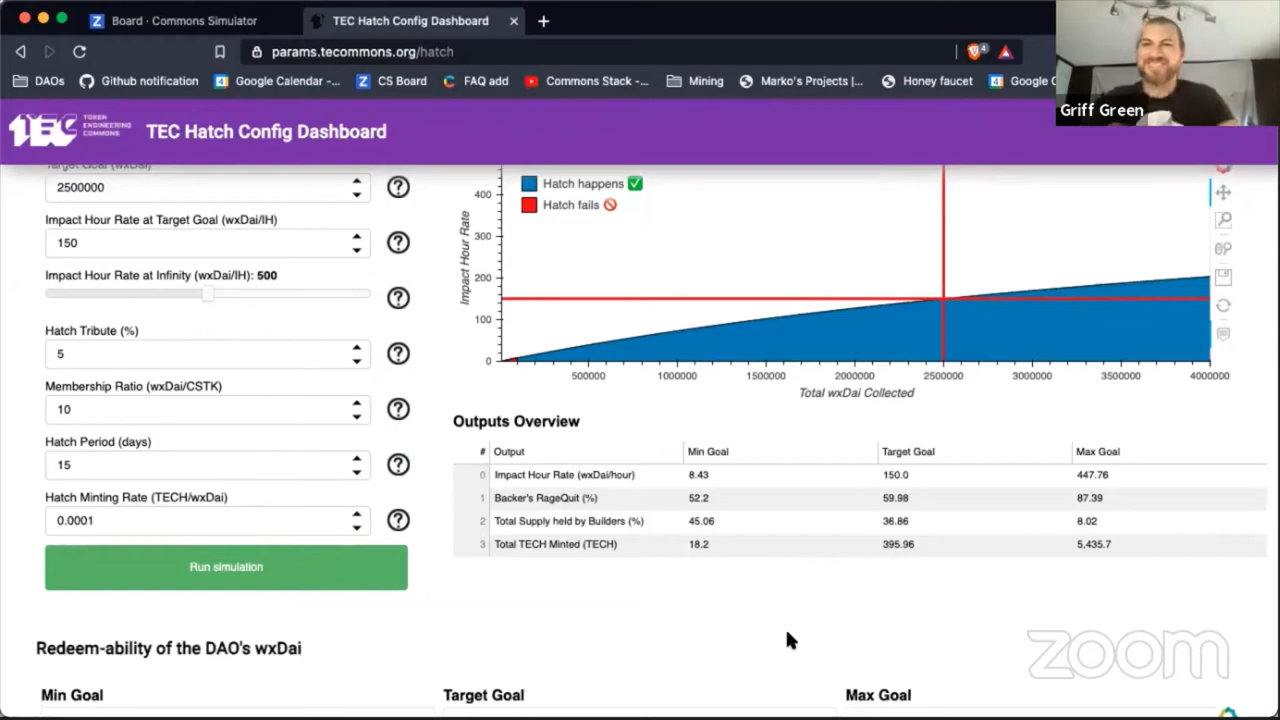 Board · Commons Simulator
TEC Hatch Config Dashboard
params.tecommons.org/hatch
4
DAOs
Github notification
Google Calendar -...
CS Board
FAQ add
Commons Stack -...
Mining
Marko's Projects |...
Honey faucet
Google C
Griff Green
TEC
TOKEN
ENGINEERING
COMMONS
TEC Hatch Config Dashboard
Target Goal (wxDai)
2500000
Impact Hour Rate at Target Goal (wxDai/IH)
150
Impact Hour Rate at Infinity (wxDai/IH): 500
Hatch Tribute (%)
5
Membership Ratio (wxDai/CSTK)
10
Hatch Period (days)
15
Hatch Minting Rate (TECH/wxDai)
0.0001
Run simulation
Hatch happens ✅
Hatch fails 🚫
Impact Hour Rate
400
300
200
100
0
500000 1000000 1500000 2000000 2500000 3000000 3500000 4000000
Total wxDai Collected
Outputs Overview
# Output Min Goal Target Goal Max Goal
0 Impact Hour Rate (wxDai/hour) 8.43 150.0 447.76
1 Backer's RageQuit (%) 52.2 59.98 87.39
2 Total Supply held by Builders (%) 45.06 36.86 8.02
3 Total TECH Minted (TECH) 18.2 395.96 5,435.7
Redeem-ability of the DAO's wxDai
Min Goal Target Goal Max Goal
zoom